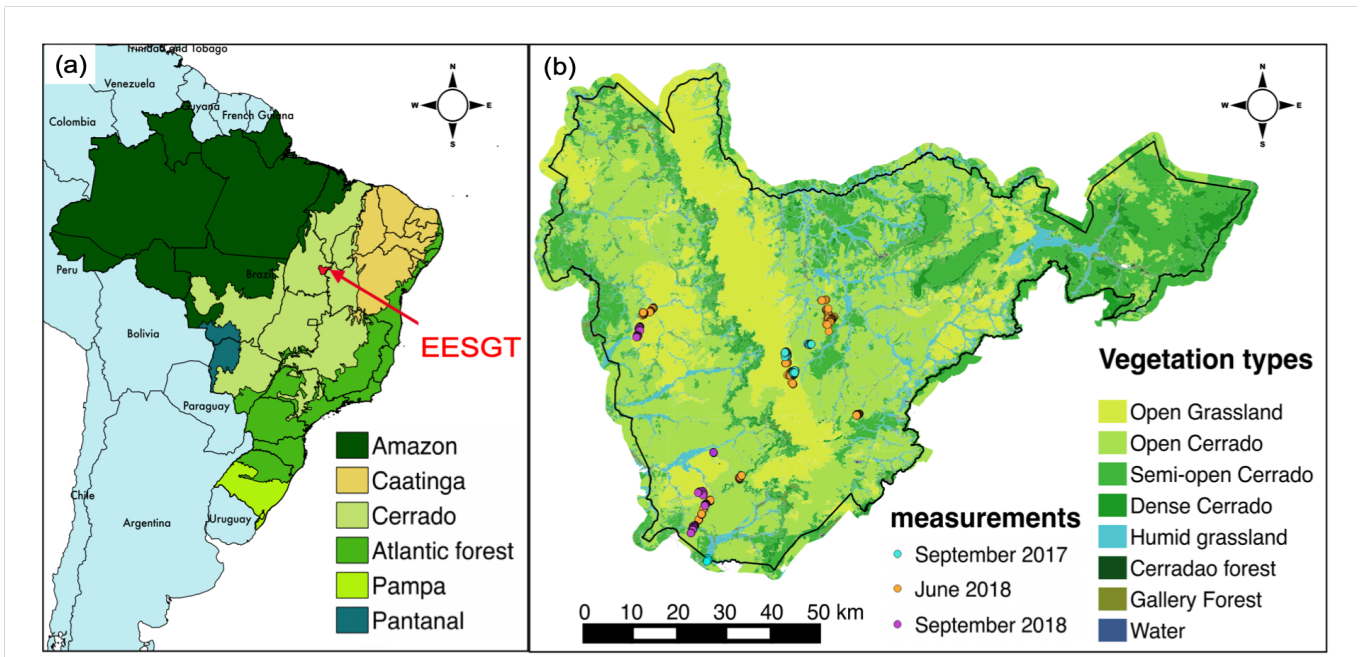 (a)
Trinidad and Tobago
Venezuela
Guyana
French Guiana
Colombia
N
W
E
S
Peru
Brazil
Bolivia
EESGT
Paraguay
Chile
Argentina
Uruguay
Amazon
Caatinga
Cerrado
Atlantic forest
Pampa
Pantanal
(b)
N
W
E
S
Vegetation types
Open Grassland
Open Cerrado
Semi-open Cerrado
Dense Cerrado
Humid grassland
Cerradao forest
Gallery Forest
Water
measurements
September 2017
June 2018
September 2018
0 10 20 30 40 50 km